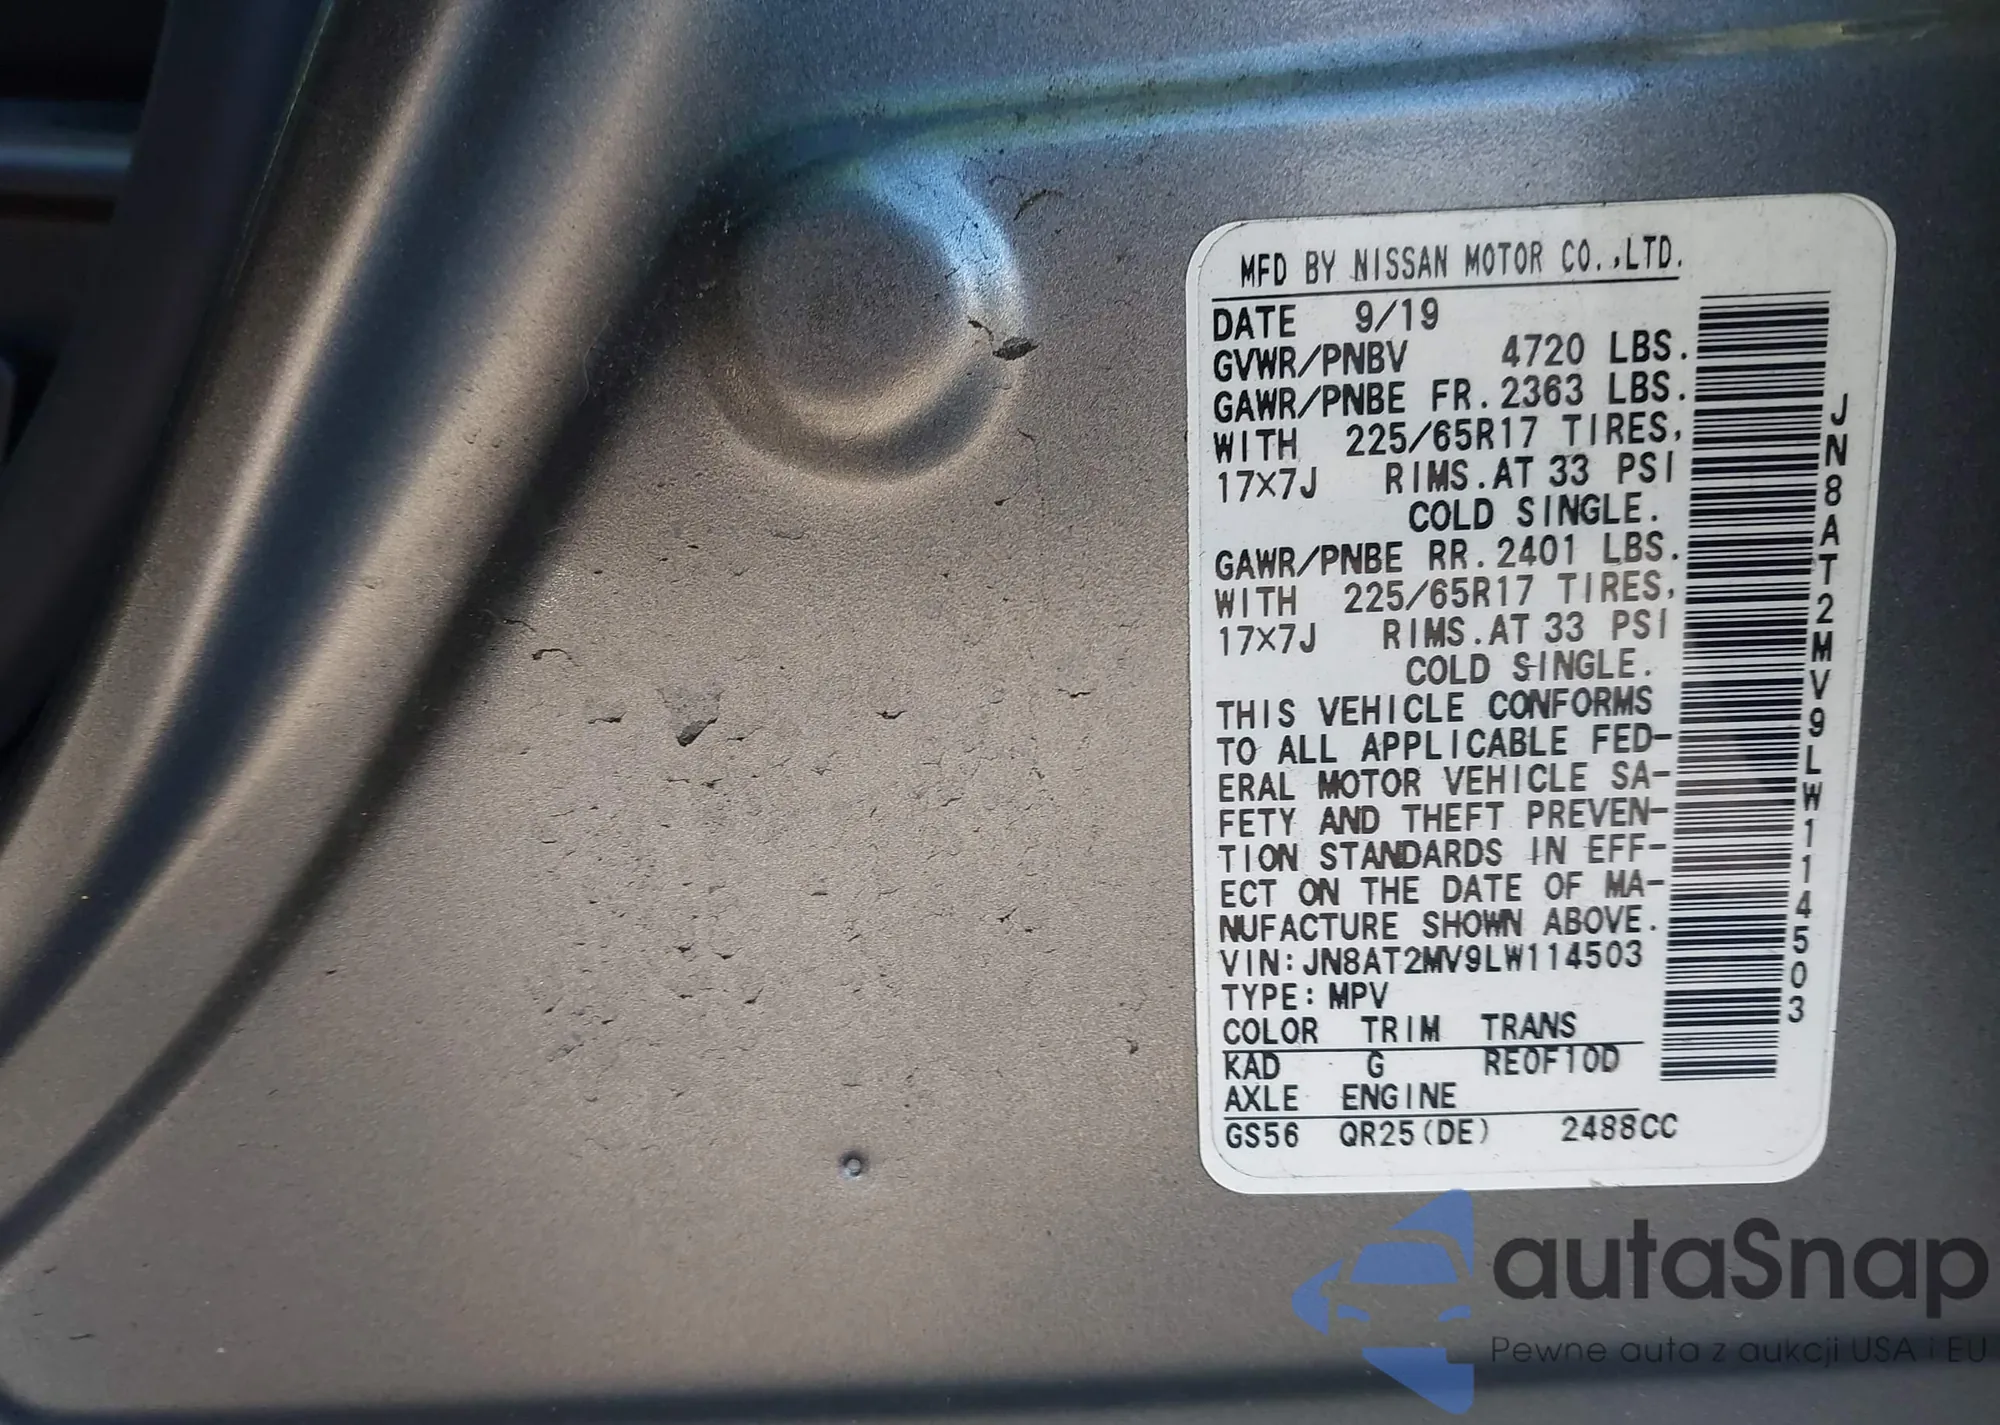 MFD BY NISSAN MOTOR CO.,LTD.
DATE 9/19
GVWR/PNBV 4720 LBS.
GAWR/PNBE FR. 2363 LBS.
WITH 225/65R17 TIRES,
17X7J RIMS.AT 33 PSI
COLD SINGLE.
GAWR/PNBE RR. 2401 LBS.
WITH 225/65R17 TIRES,
17X7J RIMS.AT 33 PSI
COLD SINGLE.
THIS VEHICLE CONFORMS
TO ALL APPLICABLE FED-
ERAL MOTOR VEHICLE SA-
FETY AND THEFT PREVEN-
TION STANDARDS IN EFF-
ECT ON THE DATE OF MA-
NUFACTURE SHOWN ABOVE.
VIN: JN8AT2MV9LW114503
TYPE: MPV
COLOR TRIM TRANS
KAD G RE0F10D
AXLE ENGINE
GS56 QR25(DE) 2488CC
JN8AT2MV9LW114503
autaSnap
Pewne auta z aukcji USA i EU